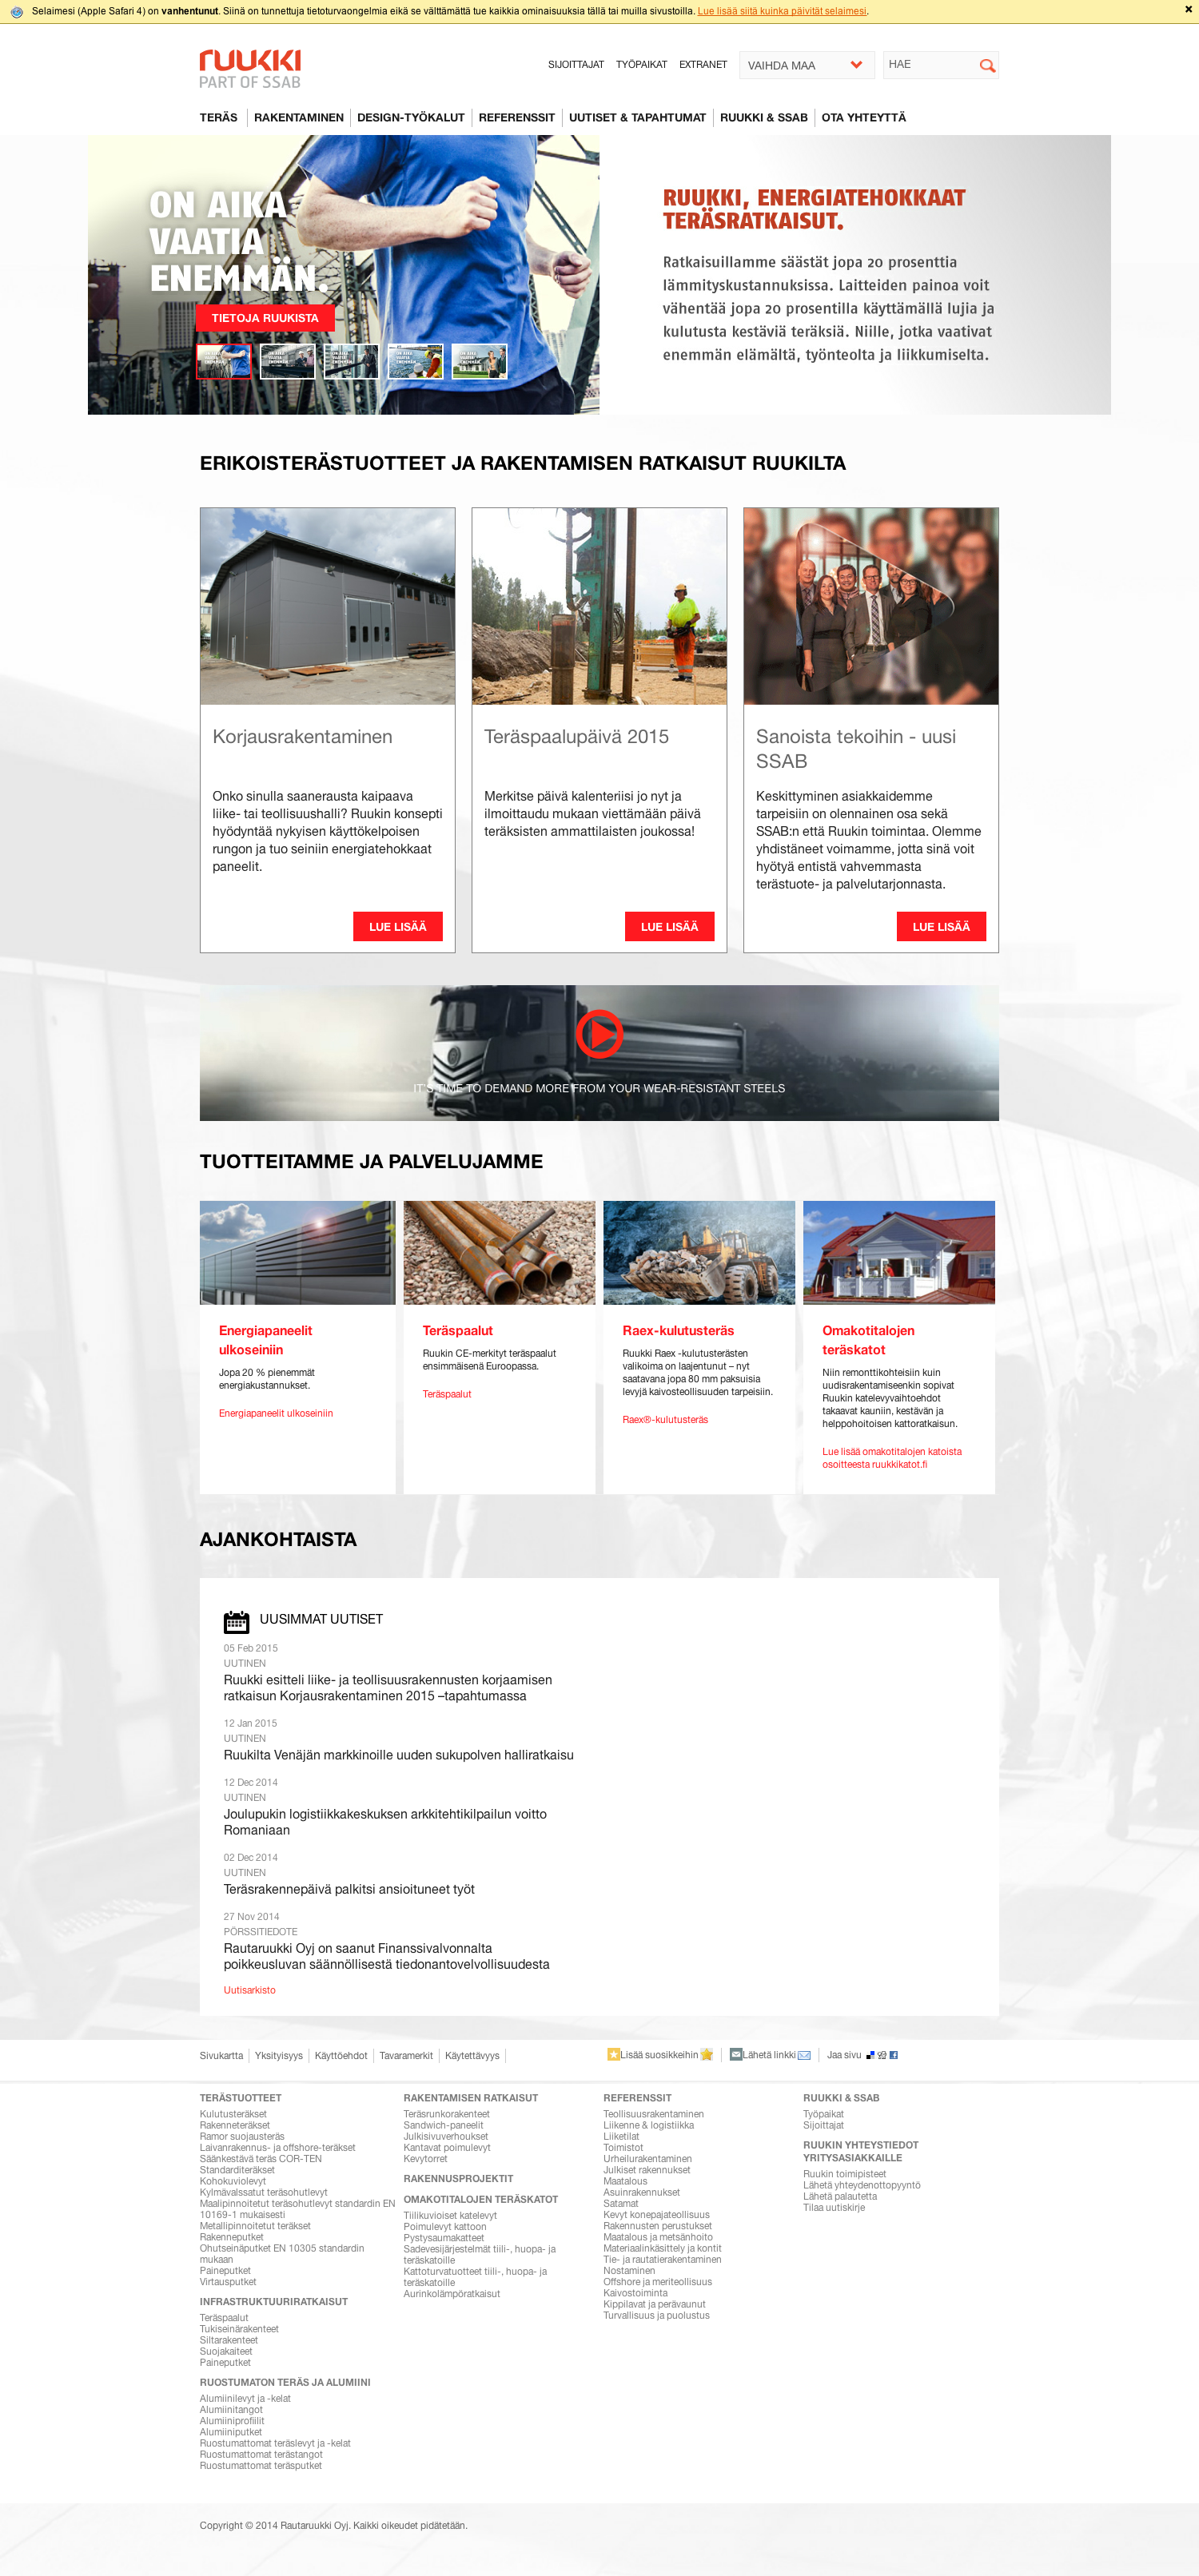 Selaimesi (Apple Safari 4) on vanhentunut. Siinä on tunnettuja tietoturvaongelmia eikä se välttämättä tue kaikkia ominaisuuksia tällä tai muilla sivustoilla. Lue lisää siitä kuinka päivität selaimesi.
ruukki
PART OF SSAB
SIJOITTAJAT TYÖPAIKAT EXTRANET VAIHDA MAA HAE
TERÄS RAKENTAMINEN DESIGN-TYÖKALUT REFERENSSIT UUTISET & TAPAHTUMAT RUUKKI & SSAB OTA YHTEYTTÄ
ON AIKA
VAATIA
ENEMMÄN.
TIETOJA RUUKISTA
RUUKKI, ENERGIATEHOKKAAT
TERÄSRATKAISUT.
Ratkaisuillamme säästät jopa 20 prosenttia
lämmityskustannuksissa. Laitteiden painoa voit
vähentää jopa 20 prosentilla käyttämällä lujia ja
kulutusta kestäviä teräksiä. Niille, jotka vaativat
enemmän elämältä, työnteolta ja liikkumiselta.
ERIKOISTERÄSTUOTTEET JA RAKENTAMISEN RATKAISUT RUUKILTA
Korjausrakentaminen
Onko sinulla saanerausta kaipaava
liike- tai teollisuushalli? Ruukin konsepti
hyödyntää nykyisen käyttökelpoisen
rungon ja tuo seiniin energiatehokkaat
paneelit.
LUE LISÄÄ
Teräspaalupäivä 2015
Merkitse päivä kalenteriisi jo nyt ja
ilmoittaudu mukaan viettämään päivä
teräksisten ammattilaisten joukossa!
LUE LISÄÄ
Sanoista tekoihin - uusi
SSAB
Keskittyminen asiakkaidemme
tarpeisiin on olennainen osa sekä
SSAB:n että Ruukin toimintaa. Olemme
yhdistäneet voimamme, jotta sinä voit
hyötyä entistä vahvemmasta
terästuote- ja palvelutarjonnasta.
LUE LISÄÄ
IT'S TIME TO DEMAND MORE FROM YOUR WEAR-RESISTANT STEELS
TUOTTEITAMME JA PALVELUJAMME
Energiapaneelit
ulkoseiniin
Jopa 20 % pienemmät
energiakustannukset.
Energiapaneelit ulkoseiniin
Teräspaalut
Ruukin CE-merkityt teräspaalut
ensimmäisenä Euroopassa.
Teräspaalut
Raex-kulutusteräs
Ruukki Raex -kulutusterästen
valikoima on laajentunut – nyt
saatavana jopa 80 mm paksuisia
levyjä kaivosteollisuuden tarpeisiin.
Raex®-kulutusteräs
Omakotitalojen
teräskatot
Niin remonttikohteisiin kuin
uudisrakentamiseenkin sopivat
Ruukin katelevyvaihtoehdot
takaavat kauniin, kestävän ja
helppohoitoisen kattoratkaisun.
Lue lisää omakotitalojen katoista
osoitteesta ruukkikatot.fi
AJANKOHTAISTA
UUSIMMAT UUTISET
05 Feb 2015
UUTINEN
Ruukki esitteli liike- ja teollisuusrakennusten korjaamisen
ratkaisun Korjausrakentaminen 2015 –tapahtumassa
12 Jan 2015
UUTINEN
Ruukilta Venäjän markkinoille uuden sukupolven halliratkaisu
12 Dec 2014
UUTINEN
Joulupukin logistiikkakeskuksen arkkitehtikilpailun voitto
Romaniaan
02 Dec 2014
UUTINEN
Teräsrakennepäivä palkitsi ansioituneet työt
27 Nov 2014
PÖRSSITIEDOTE
Rautaruukki Oyj on saanut Finanssivalvonnalta
poikkeusluvan säännöllisestä tiedonantovelvollisuudesta
Uutisarkisto
Sivukartta Yksityisyys Käyttöehdot Tavaramerkit Käytettävyys Lisää suosikkeihin Lähetä linkki Jaa sivu
TERÄSTUOTTEET
Kulutusteräkset
Rakenneteräkset
Ramor suojausteräs
Laivanrakennus- ja offshore-teräkset
Säänkestävä teräs COR-TEN
Standarditeräkset
Kohokuviolevyt
Kylmävalssatut teräsohutlevyt
Maalipinnoitetut teräsohutlevyt standardin EN
10169-1 mukaisesti
Metallipinnoitetut teräkset
Rakenneputket
Ohutseinäputket EN 10305 standardin
mukaan
Paineputket
Virtausputket
INFRASTRUKTUURIRATKAISUT
Teräspaalut
Tukiseinärakenteet
Siltarakenteet
Suojakaiteet
Paineputket
RUOSTUMATON TERÄS JA ALUMIINI
Alumiinilevyt ja -kelat
Alumiinitangot
Alumiiniprofiilit
Alumiiniputket
Ruostumattomat teräslevyt ja -kelat
Ruostumattomat terästangot
Ruostumattomat teräsputket
RAKENTAMISEN RATKAISUT
Teräsrunkorakenteet
Sandwich-paneelit
Julkisivuverhoukset
Kantavat poimulevyt
Kevytorret
RAKENNUSPROJEKTIT
OMAKOTITALOJEN TERÄSKATOT
Tiilikuvioiset katelevyt
Poimulevyt kattoon
Pystysaumakatteet
Sadevesijärjestelmät tiili-, huopa- ja
teräskatoille
Kattoturvatuotteet tiili-, huopa- ja
teräskatoille
Aurinkolämpöratkaisut
REFERENSSIT
Teollisuusrakentaminen
Liikenne & logistiikka
Liiketilat
Toimistot
Urheilurakentaminen
Julkiset rakennukset
Maatalous
Asuinrakennukset
Satamat
Kevyt konepajateollisuus
Rakennusten perustukset
Maatalous ja metsänhoito
Materiaalinkäsittely ja kontit
Tie- ja rautatierakentaminen
Nostaminen
Offshore ja meriteollisuus
Kaivostoiminta
Kippilavat ja perävaunut
Turvallisuus ja puolustus
RUUKKI & SSAB
Työpaikat
Sijoittajat
RUUKIN YHTEYSTIEDOT
YRITYSASIAKKAILLE
Ruukin toimipisteet
Lähetä yhteydenottopyyntö
Lähetä palautetta
Tilaa uutiskirje
Copyright © 2014 Rautaruukki Oyj. Kaikki oikeudet pidätetään.